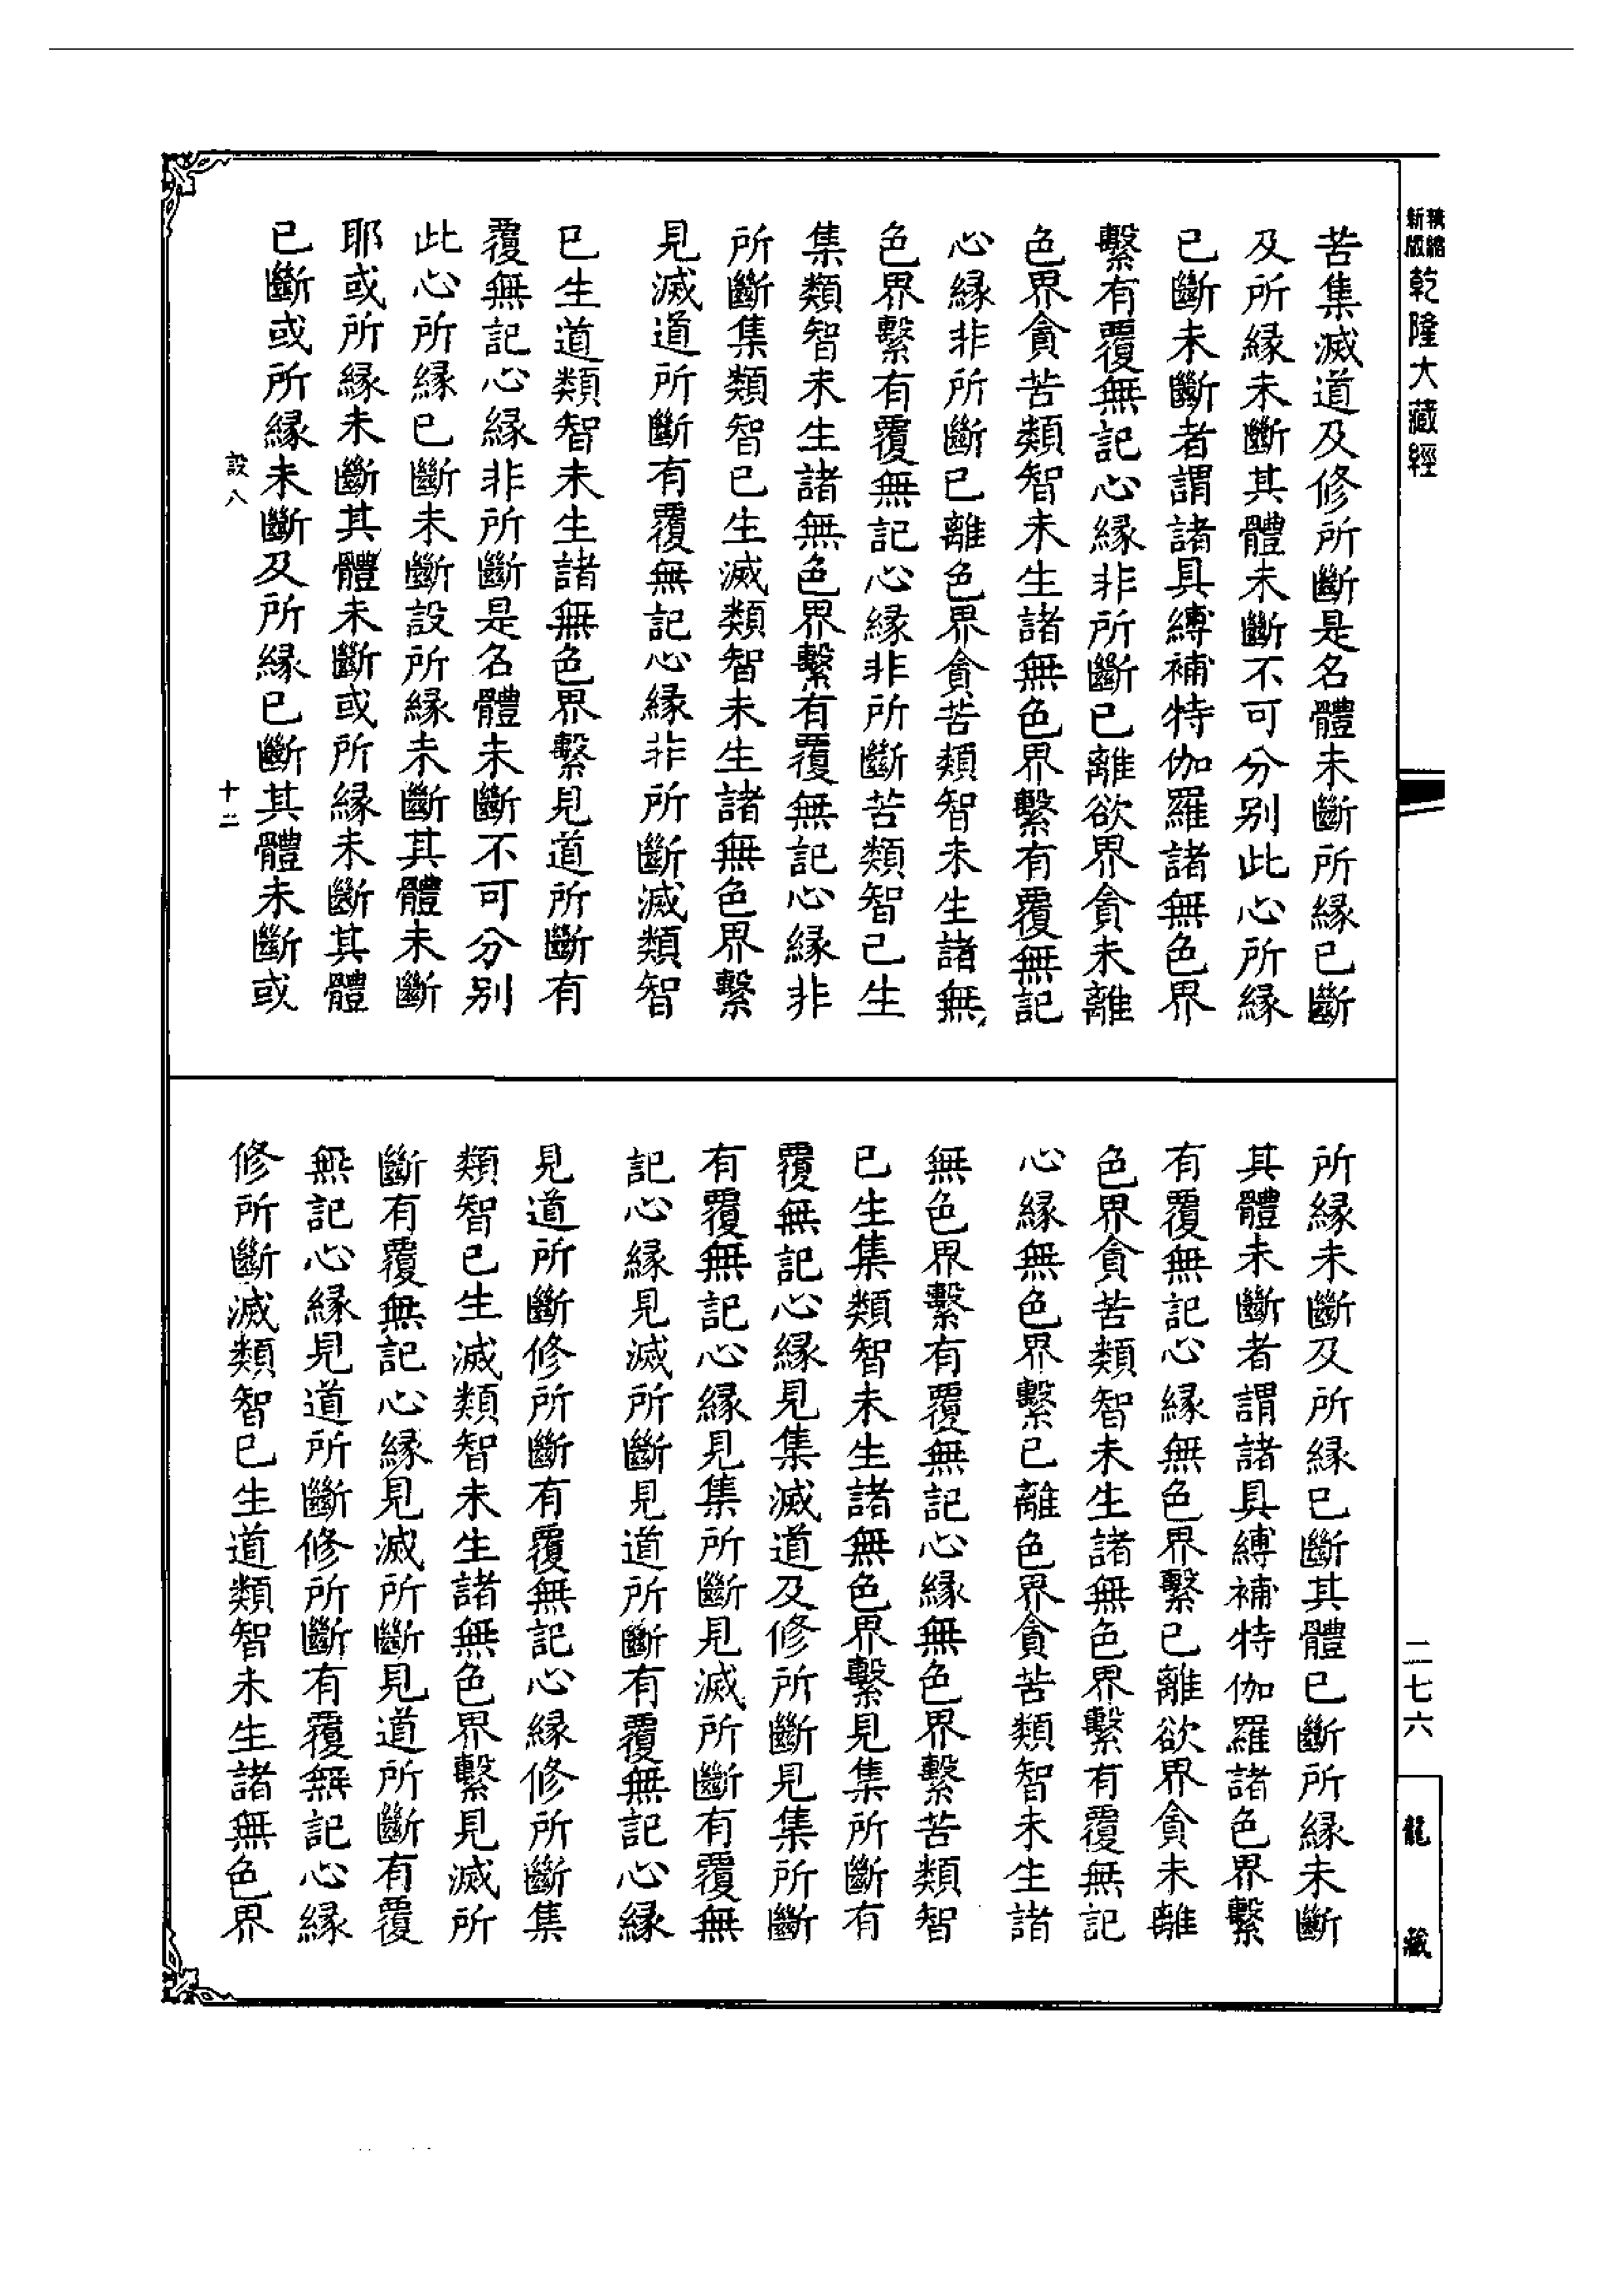 新版精縮乾隆大藏經
苦集滅道及修所斷是名體未斷所緣已斷
及所緣未斷其體未斷不可分别此心所緣
已斷未斷者謂諸具縛補特伽羅諸無色界
繫有覆無記心緣非所斷已離欲界貪未離
色界貪苦類智未生諸無色界繫有覆無記
心緣非所斷已離色界貪苦類智未生諸無
色界繫有覆無記心緣非所斷苦類智已生
集類智未生諸無色界繫有覆無記心緣非
所斷集類智已生滅類智未生諸無色界繫
見滅道所斷有覆無記心緣非所斷滅類智
已生道類智未生諸無色界繫見道所斷有
覆無記心緣非所斷是名體未斷不可分别
此心所緣已斷未斷設所緣未斷其體未斷
耶或所緣未斷其體未斷或所緣未斷其體
已斷或所緣未斷及所緣已斷其體未斷或
設八
十二
所緣未斷及所緣已斷其體已斷所緣未斷
其體未斷者謂諸具縛補特伽羅諸色界繫
有覆無記心緣無色界繫已離欲界貪未離
色界貪苦類智未生諸無色界繫有覆無記
心緣無色界繫已離色界貪苦類智未生諸
無色界繫有覆無記心緣無色界繫苦類智
已生集類智未生諸無色界繫見集所斷有
覆無記心緣見集滅道及修所斷見集所斷
有覆無記心緣見集所斷見滅所斷有覆無
記心緣見滅所斷見道所斷有覆無記心緣
見道所斷修所斷有覆無記心緣修所斷集
類智已生滅類智未生諸無色界繫見滅所
斷有覆無記心緣見滅所斷見道所斷有覆
無記心緣見道所斷修所斷有覆無記心緣
修所斷滅類智已生道類智未生諸無色界
二七六
龍藏